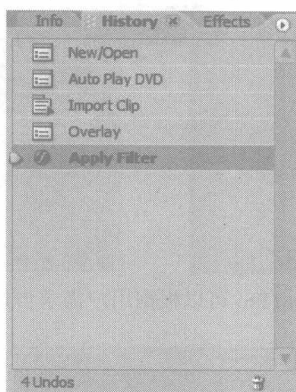 Info History Effects
New/Open
Auto Play DVD
Import Clip
Overlay
Apply Filter
4 Undos